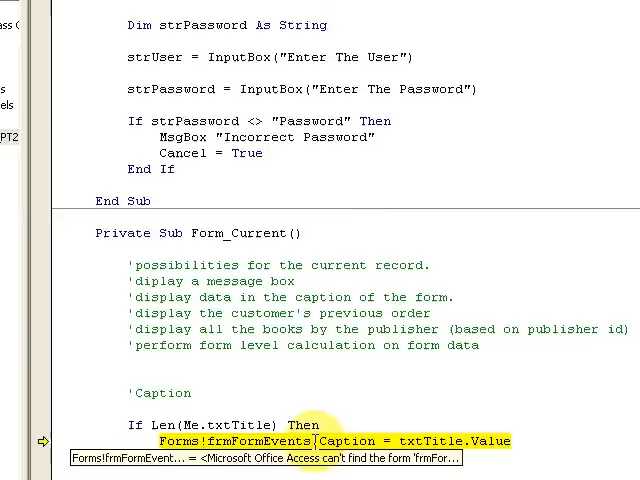 ass C
Dim strPassword As String
strUser = InputBox("Enter The User")
s
strPassword = InputBox("Enter The Password")
els
If strPassword <> "Password" Then
_PT2
MsgBox "Incorrect Password"
Cancel = True
End If
End Sub
Private Sub Form_Current()
'possibilities for the current record.
'diplay a message box
'display data in the caption of the form.
'display the customer's previous order
'display all the books by the publisher (based on publisher id)
'perform form level calculation on form data
'Caption
If Len(Me.txtTitle) Then
Forms!frmFormEvents.Caption = txtTitle.Value
Forms!frmFormEvent... = <Microsoft Office Access can't find the form 'frmFor...